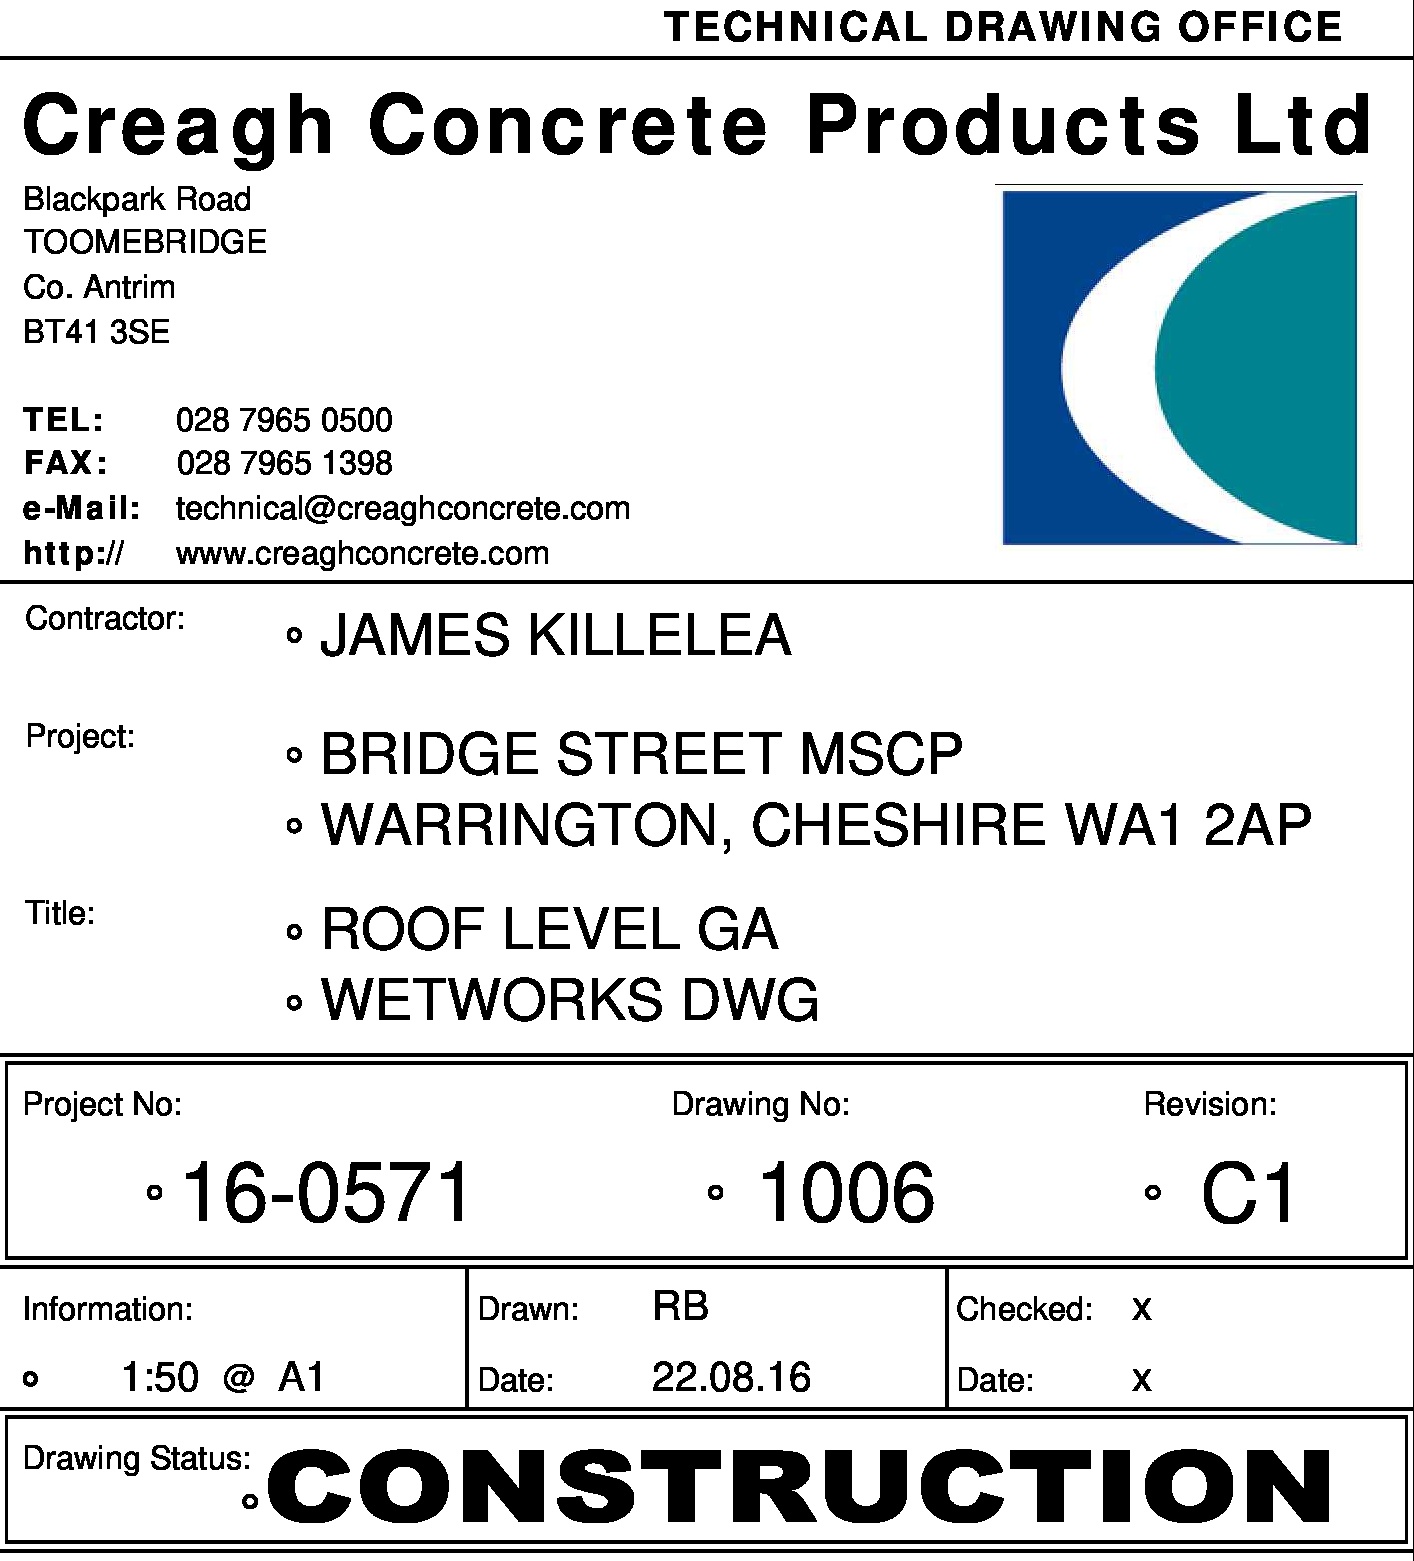 TECHNICAL DRAWING OFFICE
Creagh Concrete Products Ltd
Blackpark Road
TOOMEBRIDGE
Co. Antrim
BT41 3SE
TEL: 028 7965 0500
FAX: 028 7965 1398
e-Mail: technical@creaghconcrete.com
http:// www.creaghconcrete.com
Contractor: JAMES KILLELEA
Project: BRIDGE STREET MSCP
WARRINGTON, CHESHIRE WA1 2AP
Title: ROOF LEVEL GA
WETWORKS DWG
Project No: Drawing No: Revision:
16-0571 1006 C1
Information: Drawn: RB Checked: x
1:50 @ A1 Date: 22.08.16 Date: x
Drawing Status: CONSTRUCTION